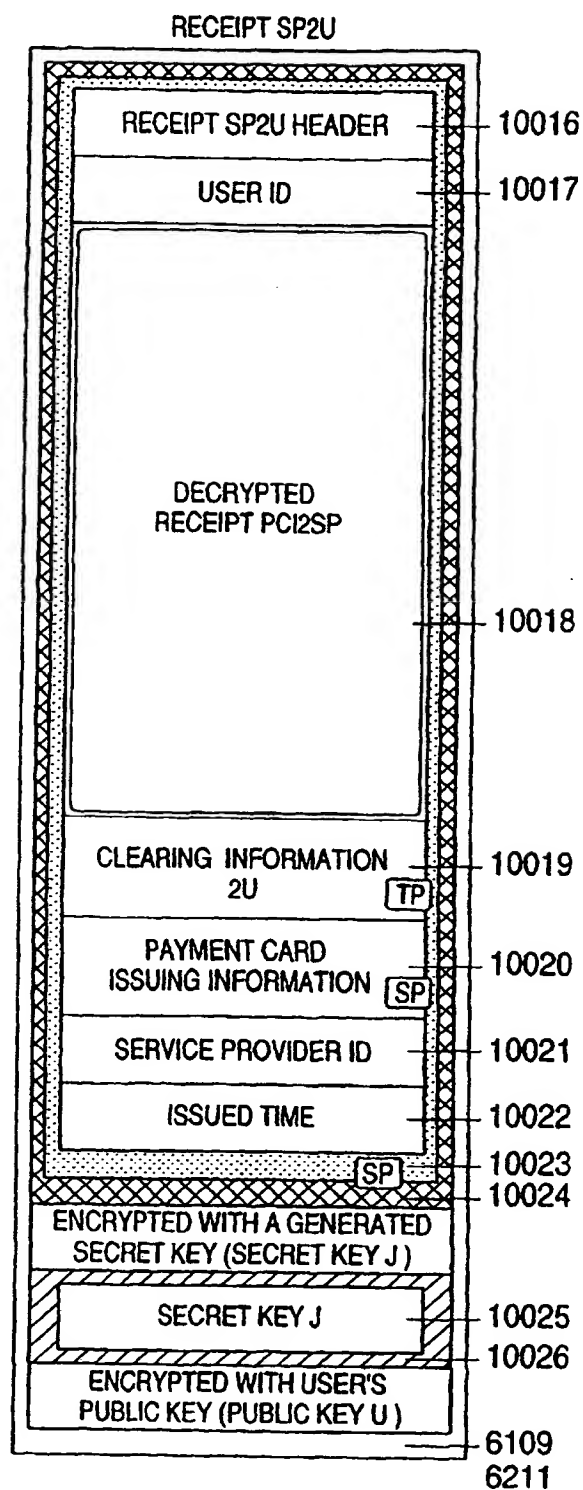 RECEIPT SP2U
RECEIPT SP2U HEADER
10016
USER ID
10017
DECRYPTED
RECEIPT PCI2SP
10018
CLEARING INFORMATION
2U
TP
10019
PAYMENT CARD
ISSUING INFORMATION
SP
10020
SERVICE PROVIDER ID
10021
ISSUED TIME
10022
SP
10023
10024
ENCRYPTED WITH A GENERATED
SECRET KEY (SECRET KEY J)
SECRET KEY J
10025
10026
ENCRYPTED WITH USER'S
PUBLIC KEY (PUBLIC KEY U)
6109
6211